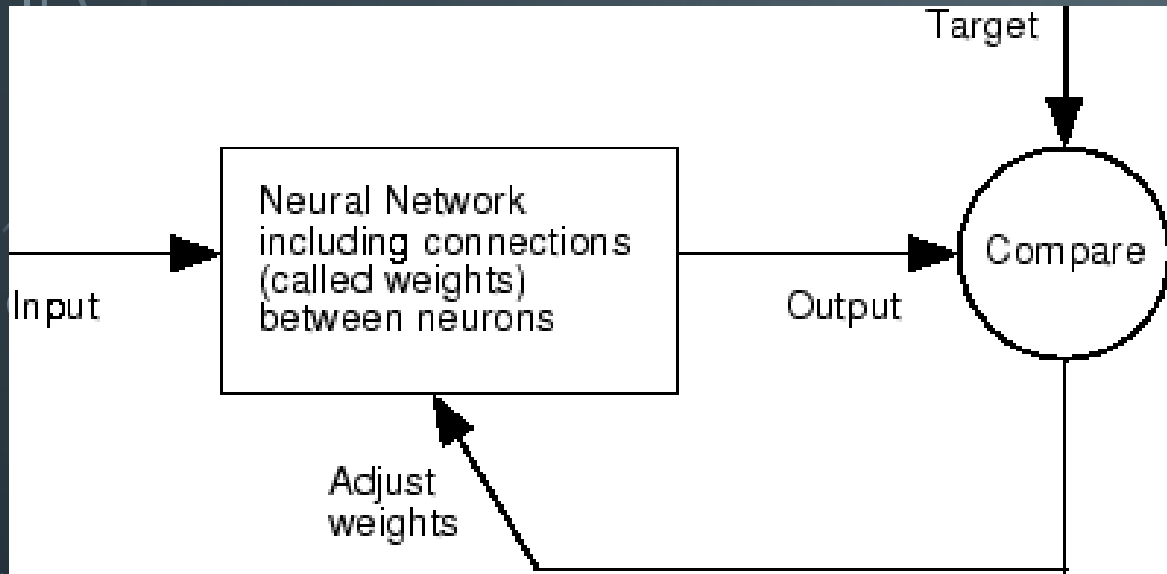 Target
Neural Network
including connections
(called weights)
between neurons
Compare
Input
Output
Adjust
weights